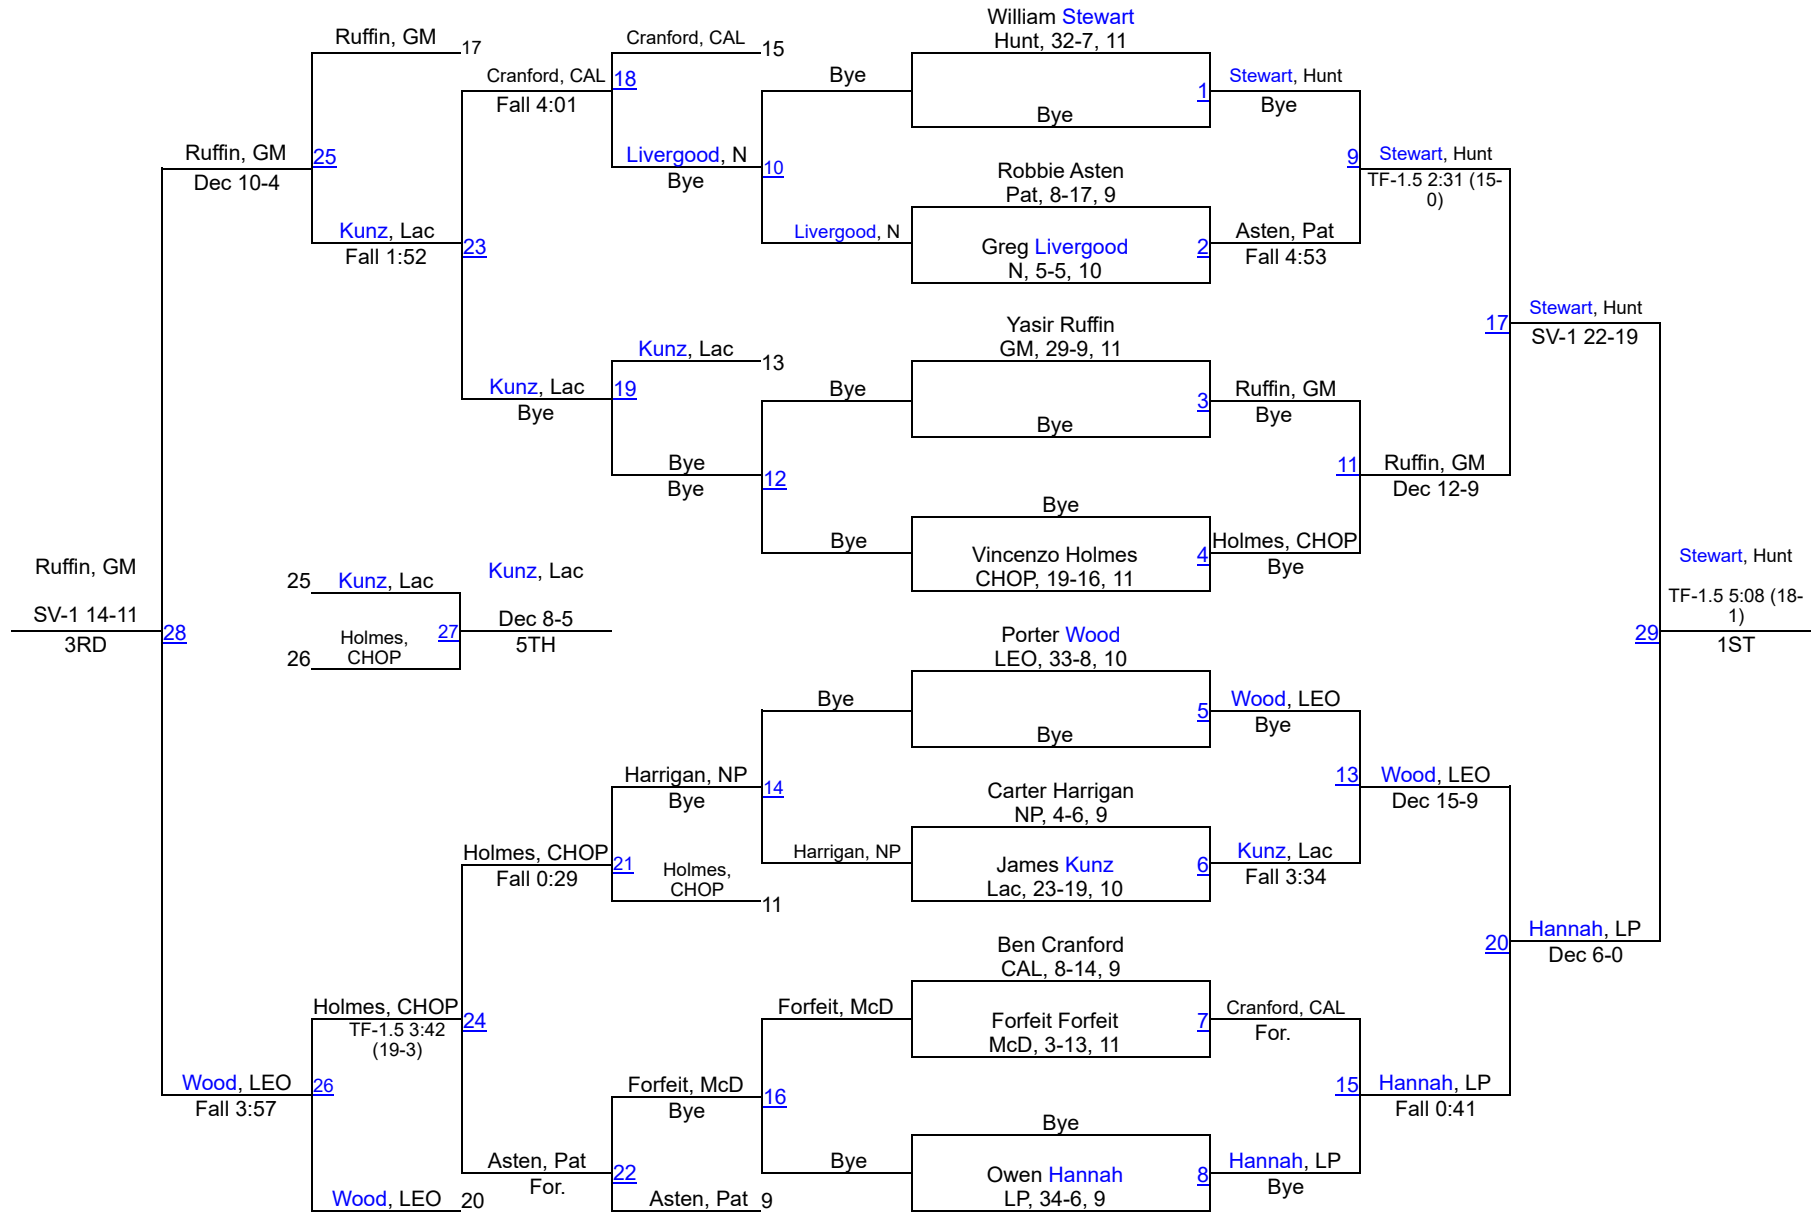 William Stewart
Hunt, 32-7, 11
Bye
1
Robbie Asten
Pat, 8-17, 9
Greg Livergood
N, 5-5, 10
2
Yasir Ruffin
GM, 29-9, 11
Bye
3
Bye
Vincenzo Holmes
CHOP, 19-16, 11
4
Porter Wood
LEO, 33-8, 10
Bye
5
Carter Harrigan
NP, 4-6, 9
James Kunz
Lac, 23-19, 10
6
Ben Cranford
CAL, 8-14, 9
Forfeit Forfeit
McD, 3-13, 11
7
Bye
Owen Hannah
LP, 34-6, 9
8
Stewart, Hunt
Bye
9
Asten, Pat
Fall 4:53
Ruffin, GM
Bye
11
Holmes, CHOP
Bye
Wood, LEO
Bye
13
Kunz, Lac
Fall 3:34
Cranford, CAL
For.
15
Hannah, LP
Bye
Stewart, Hunt
TF-1.5 2:31 (15-
0)
17
Ruffin, GM
Dec 12-9
Wood, LEO
Dec 15-9
20
Hannah, LP
Fall 0:41
Stewart, Hunt
SV-1 22-19
29
Hannah, LP
Dec 6-0
Stewart, Hunt
TF-1.5 5:08 (18-
1)
1ST
Bye
10
Livergood, N
Bye
12
Bye
Bye
14
Harrigan, NP
Forfeit, McD
16
Bye
Cranford, CAL
15
18
Livergood, N
Bye
Kunz, Lac
13
19
Bye
Bye
Harrigan, NP
Bye
21
Holmes,
CHOP
11
Forfeit, McD
Bye
22
Asten, Pat
9
Cranford, CAL
Fall 4:01
23
Kunz, Lac
Bye
Holmes, CHOP
Fall 0:29
24
Asten, Pat
For.
Ruffin, GM
17
25
Kunz, Lac
Fall 1:52
Holmes, CHOP
TF-1.5 3:42
(19-3)
26
Wood, LEO
20
Ruffin, GM
Dec 10-4
28
Wood, LEO
Fall 3:57
Ruffin, GM
SV-1 14-11
3RD
25
Kunz, Lac
27
26
Holmes,
CHOP
Kunz, Lac
Dec 8-5
5TH